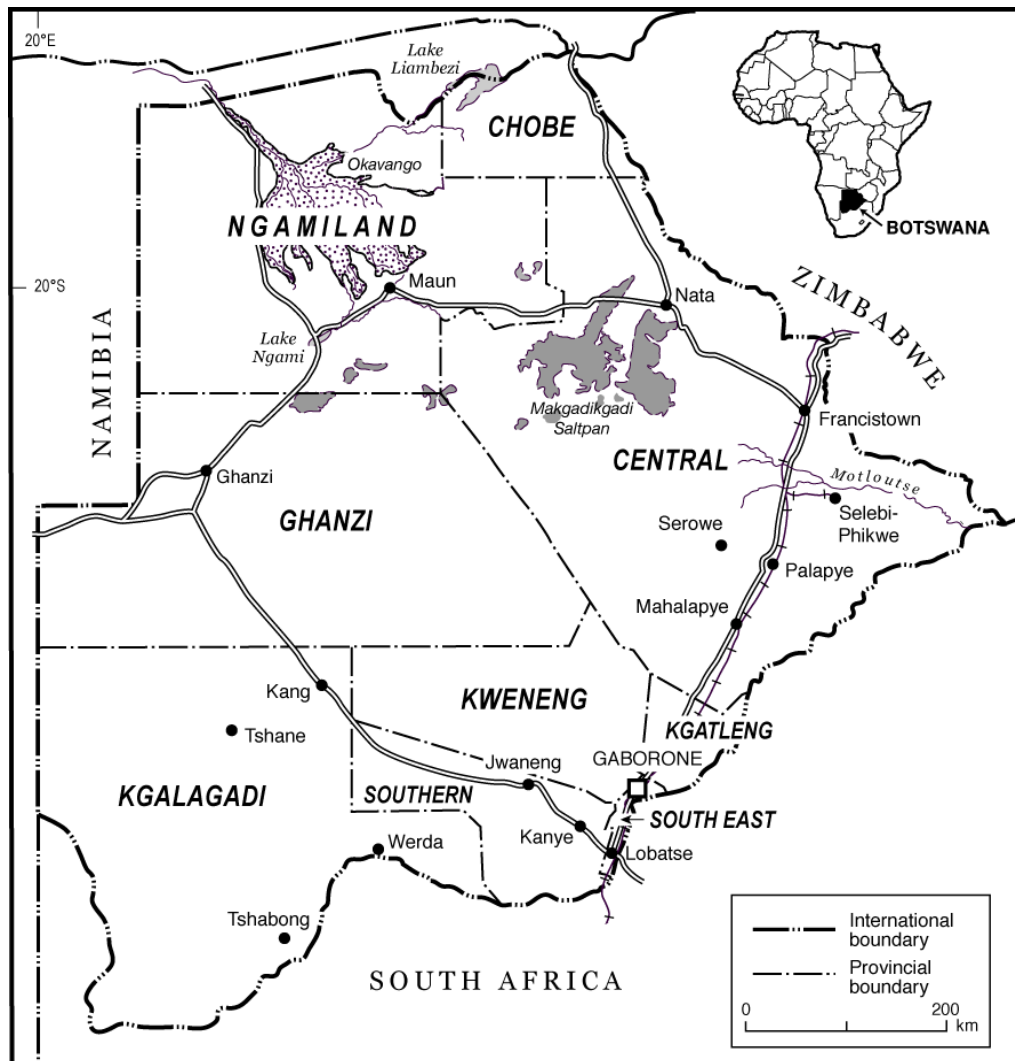 20°E
Lake
Liambezi
CHOBE
Okavango
BOTSWANA
NGAMILAND
20°S
Maun
Nata
ZIMBABWE
NAMIBIA
Lake
Ngami
Makgadikgadi
Saltpan
Francistown
CENTRAL
Ghanzi
Motloutse
GHANZI
Serowe
Selebi-
Phikwe
Palapye
Mahalapye
Kang
KWENENG
Tshane
KGATLENG
Jwaneng
GABORONE
KGALAGADI
SOUTHERN
SOUTH EAST
Kanye
Werda
Lobatse
Tshabong
SOUTH AFRICA
International
boundary
Provincial
boundary
0
200
km